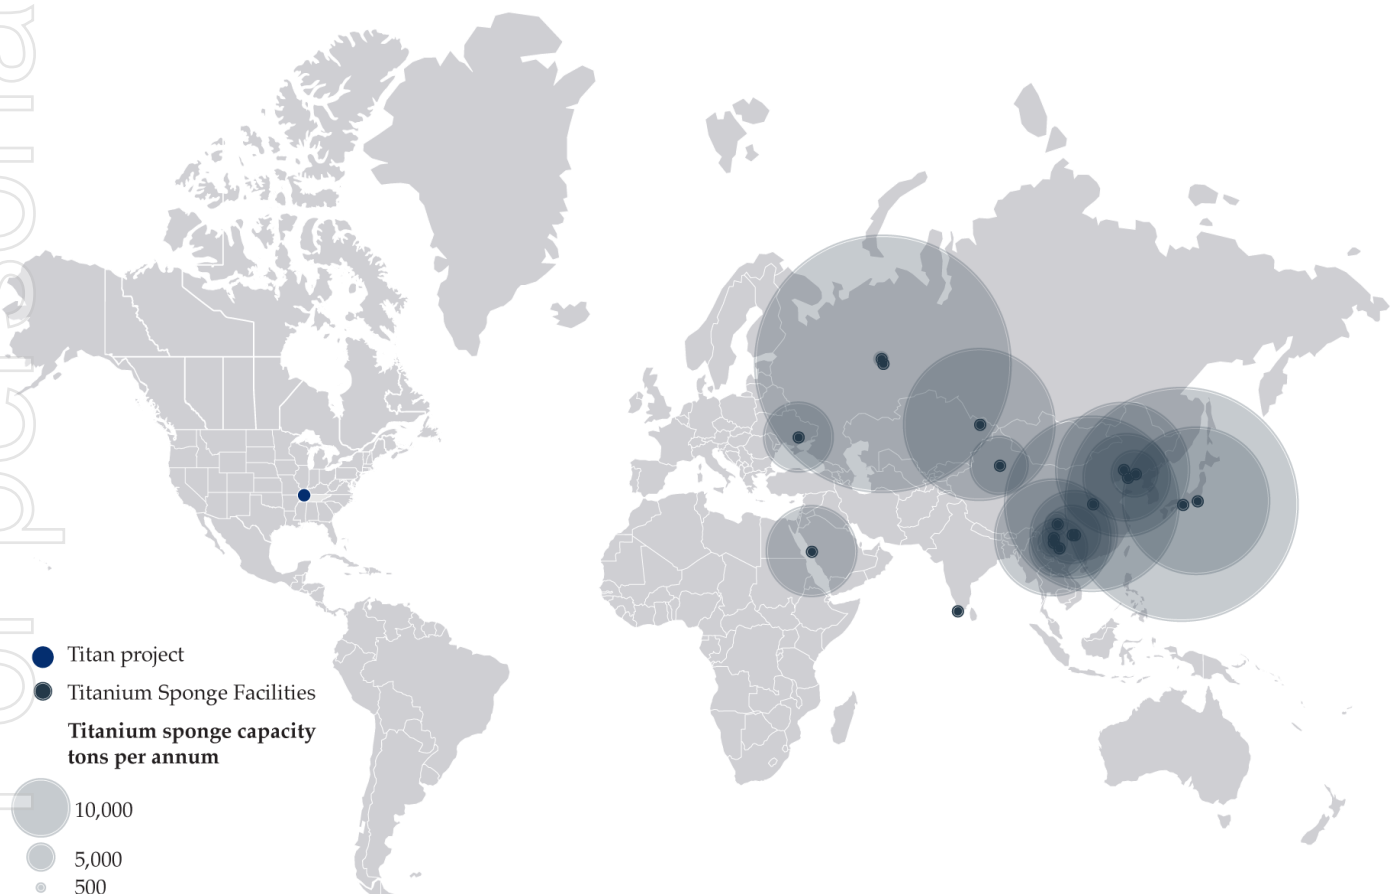 Titan project
Titanium Sponge Facilities
Titanium sponge capacity
tons per annum
10,000
5,000
500